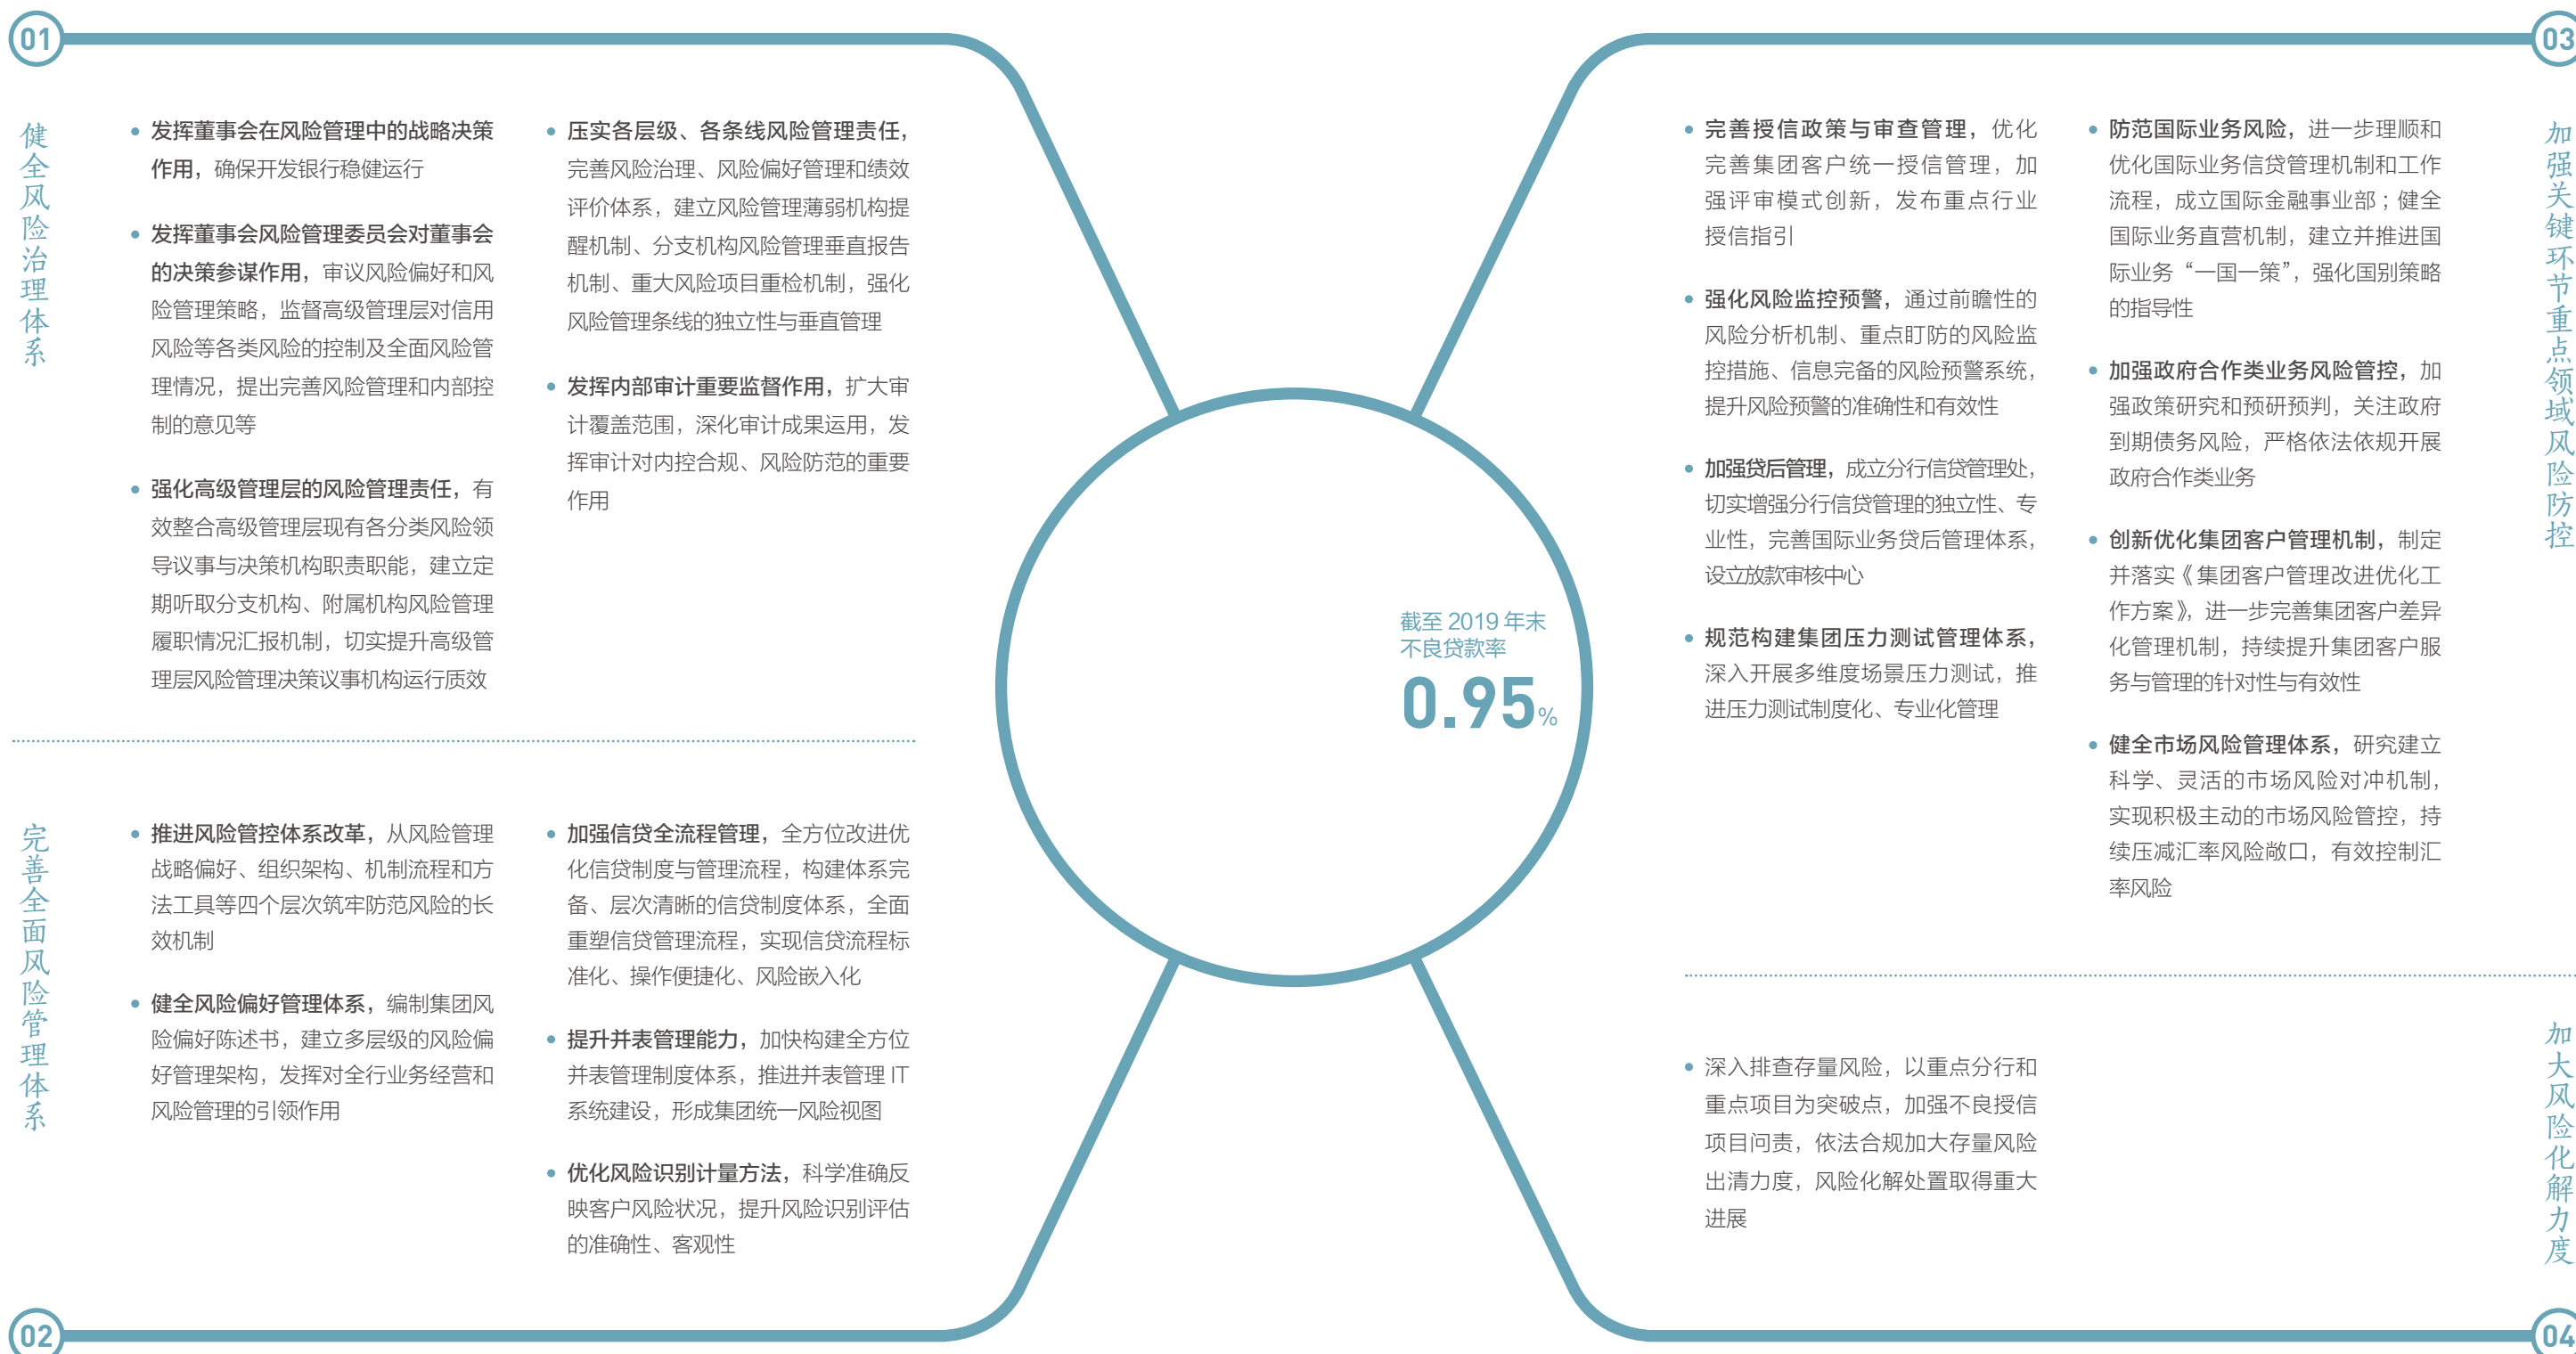 01
健全风险治理体系
发挥董事会在风险管理中的战略决策
作用，确保开发银行稳健运行
发挥董事会风险管理委员会对董事会
的决策参谋作用，审议风险偏好和风
险管理策略，监督高级管理层对信用
风险等各类风险的控制及全面风险管
理情况，提出完善风险管理和内部控
制的意见等
强化高级管理层的风险管理责任，有
效整合高级管理层现有各分类风险领
导议事与决策机构职责职能，建立定
期听取分支机构、附属机构风险管理
履职情况汇报机制，切实提升高级管
理层风险管理决策议事机构运行质效
压实各层级、各条线风险管理责任，
完善风险治理、风险偏好管理和绩效
评价体系，建立风险管理薄弱机构提
醒机制、分支机构风险管理垂直报告
机制、重大风险项目重检机制，强化
风险管理条线的独立性与垂直管理
发挥内部审计重要监督作用，扩大审
计覆盖范围，深化审计成果运用，发
挥审计对内控合规、风险防范的重要
作用
02
完善全面风险管理体系
推进风险管控体系改革，从风险管理
战略偏好、组织架构、机制流程和方
法工具等四个层次筑牢防范风险的长
效机制
健全风险偏好管理体系，编制集团风
险偏好陈述书，建立多层级的风险偏
好管理架构，发挥对全行业务经营和
风险管理的引领作用
加强信贷全流程管理，全方位改进优
化信贷制度与管理流程，构建体系完
备、层次清晰的信贷制度体系，全面
重塑信贷管理流程，实现信贷流程标
准化、操作便捷化、风险嵌入化
提升并表管理能力，加快构建全方位
并表管理制度体系，推进并表管理 IT
系统建设，形成集团统一风险视图
优化风险识别计量方法，科学准确反
映客户风险状况，提升风险识别评估
的准确性、客观性
截至 2019 年末
不良贷款率
0.95%
03
加强关键环节重点领域风险防控
完善授信政策与审查管理，优化
完善集团客户统一授信管理，加
强评审模式创新，发布重点行业
授信指引
强化风险监控预警，通过前瞻性的
风险分析机制、重点盯防的风险监
控措施、信息完备的风险预警系统，
提升风险预警的准确性和有效性
加强贷后管理，成立分行信贷管理处，
切实增强分行信贷管理的独立性、专
业性，完善国际业务贷后管理体系，
设立放款审核中心
规范构建集团压力测试管理体系，
深入开展多维度场景压力测试，推
进压力测试制度化、专业化管理
防范国际业务风险，进一步理顺和
优化国际业务信贷管理机制和工作
流程，成立国际金融事业部；健全
国际业务直营机制，建立并推进国
际业务“一国一策”，强化国别策略
的指导性
加强政府合作类业务风险管控，加
强政策研究和预研预判，关注政府
到期债务风险，严格依法依规开展
政府合作类业务
创新优化集团客户管理机制，制定
并落实《集团客户管理改进优化工
作方案》，进一步完善集团客户差异
化管理机制，持续提升集团客户服
务与管理的针对性与有效性
健全市场风险管理体系，研究建立
科学、灵活的市场风险对冲机制，
实现积极主动的市场风险管控，持
续压减汇率风险敞口，有效控制汇
率风险
04
加大风险化解力度
深入排查存量风险，以重点分行和
重点项目为突破点，加强不良授信
项目问责，依法合规加大存量风险
出清力度，风险化解处置取得重大
进展